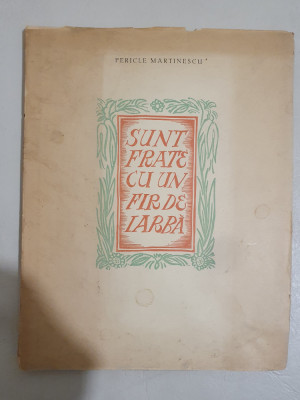 PERICLE MARTINESCU
SUNT
FRATE
CU UN
FIR DE
IARBĂ